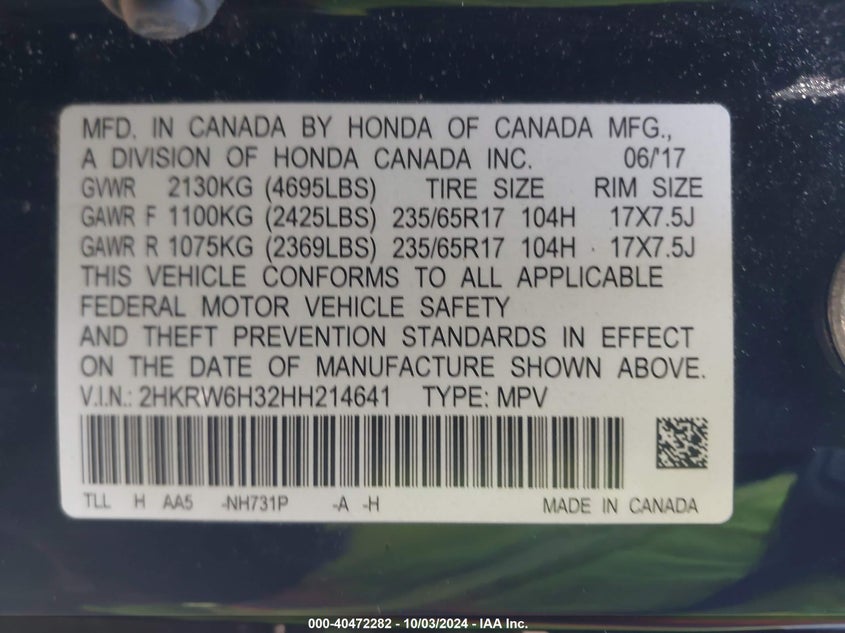 MFD. IN CANADA BY HONDA OF CANADA MFG.,
A DIVISION OF HONDA CANADA INC. 06/'17
GVWR 2130KG (4695LBS) TIRE SIZE RIM SIZE
GAWR F 1100KG (2425LBS) 235/65R17 104H 17X7.5J
GAWR R 1075KG (2369LBS) 235/65R17 104H 17X7.5J
THIS VEHICLE CONFORMS TO ALL APPLICABLE
FEDERAL MOTOR VEHICLE SAFETY
AND THEFT PREVENTION STANDARDS IN EFFECT
ON THE DATE OF MANUFACTURE SHOWN ABOVE.
V.I.N.: 2HKRW6H32HH214641 TYPE: MPV
TLL H AA5 -NH731P -A -H MADE IN CANADA
000-40472282 - 10/03/2024 - IAA Inc.